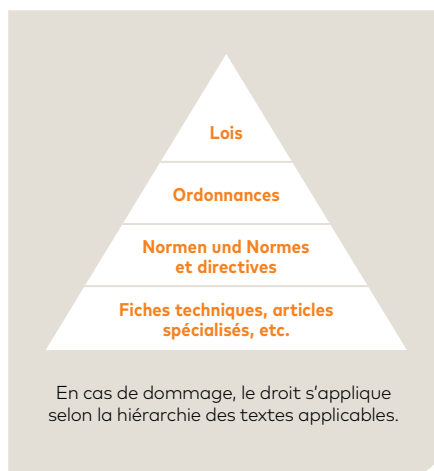 Lois
Ordonnances
Normen und Normes
et directives
Fiches techniques, articles
spécialisés, etc.
En cas de dommage, le droit s’applique
selon la hiérarchie des textes applicables.